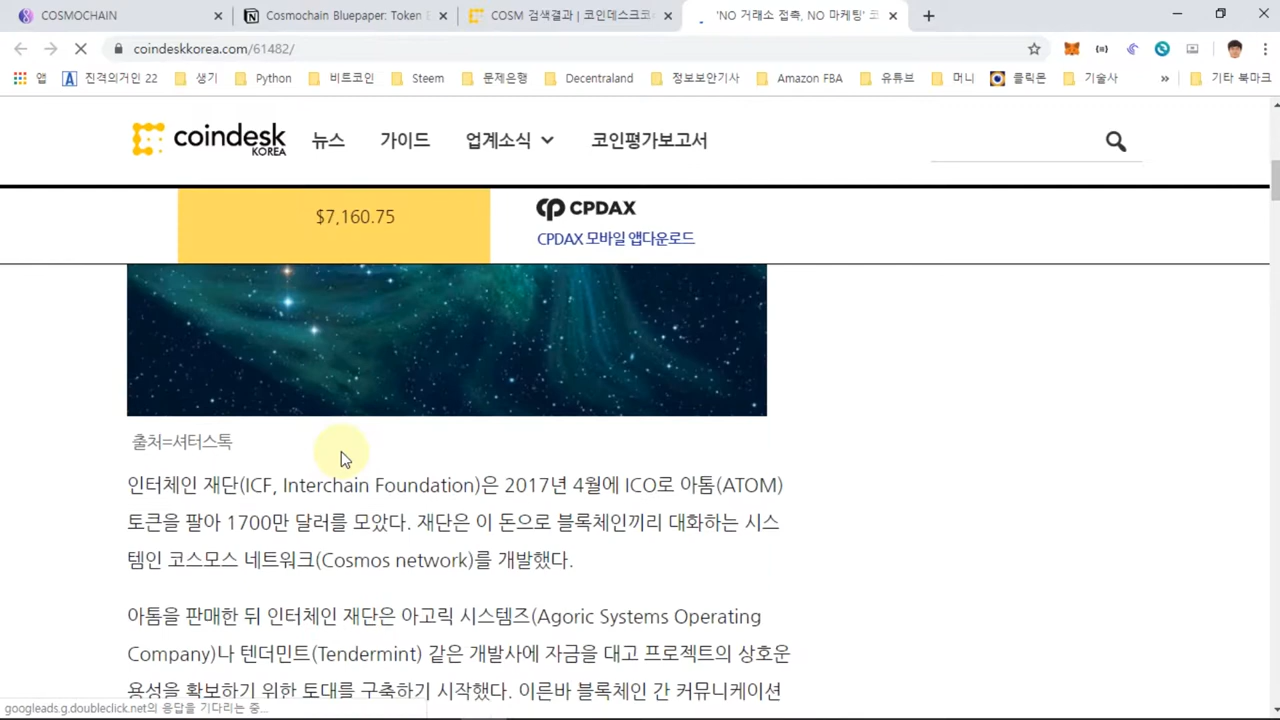 COSMOCHAIN
Cosmochain Bluepaper: Token E
COSM 검색결과 | 코인데스크코
'NO 거래소 접촉, NO 마케팅' 코
coindeskkorea.com/61482/
앱
진격의거인 22
생기
Python
비트코인
Steem
문제은행
Decentraland
정보보안기사
Amazon FBA
유튜브
머니
클릭몬
기술사
»
기타 북마크
coindesk
KOREA
뉴스
가이드
업계소식
코인평가보고서
$7,160.75
CPDAX
CPDAX 모바일 앱다운로드
출처=셔터스톡
인터체인 재단(ICF, Interchain Foundation)은 2017년 4월에 ICO로 아톰(ATOM)
토큰을 팔아 1700만 달러를 모았다. 재단은 이 돈으로 블록체인끼리 대화하는 시스
템인 코스모스 네트워크(Cosmos network)를 개발했다.
아톰을 판매한 뒤 인터체인 재단은 아고릭 시스템즈(Agoric Systems Operating
Company)나 텐더민트(Tendermint) 같은 개발사에 자금을 대고 프로젝트의 상호운
용성을 확보하기 위한 토대를 구축하기 시작했다. 이른바 블록체인 간 커뮤니케이션
googleads.g.doubleclick.net의 응답을 기다리는 중...